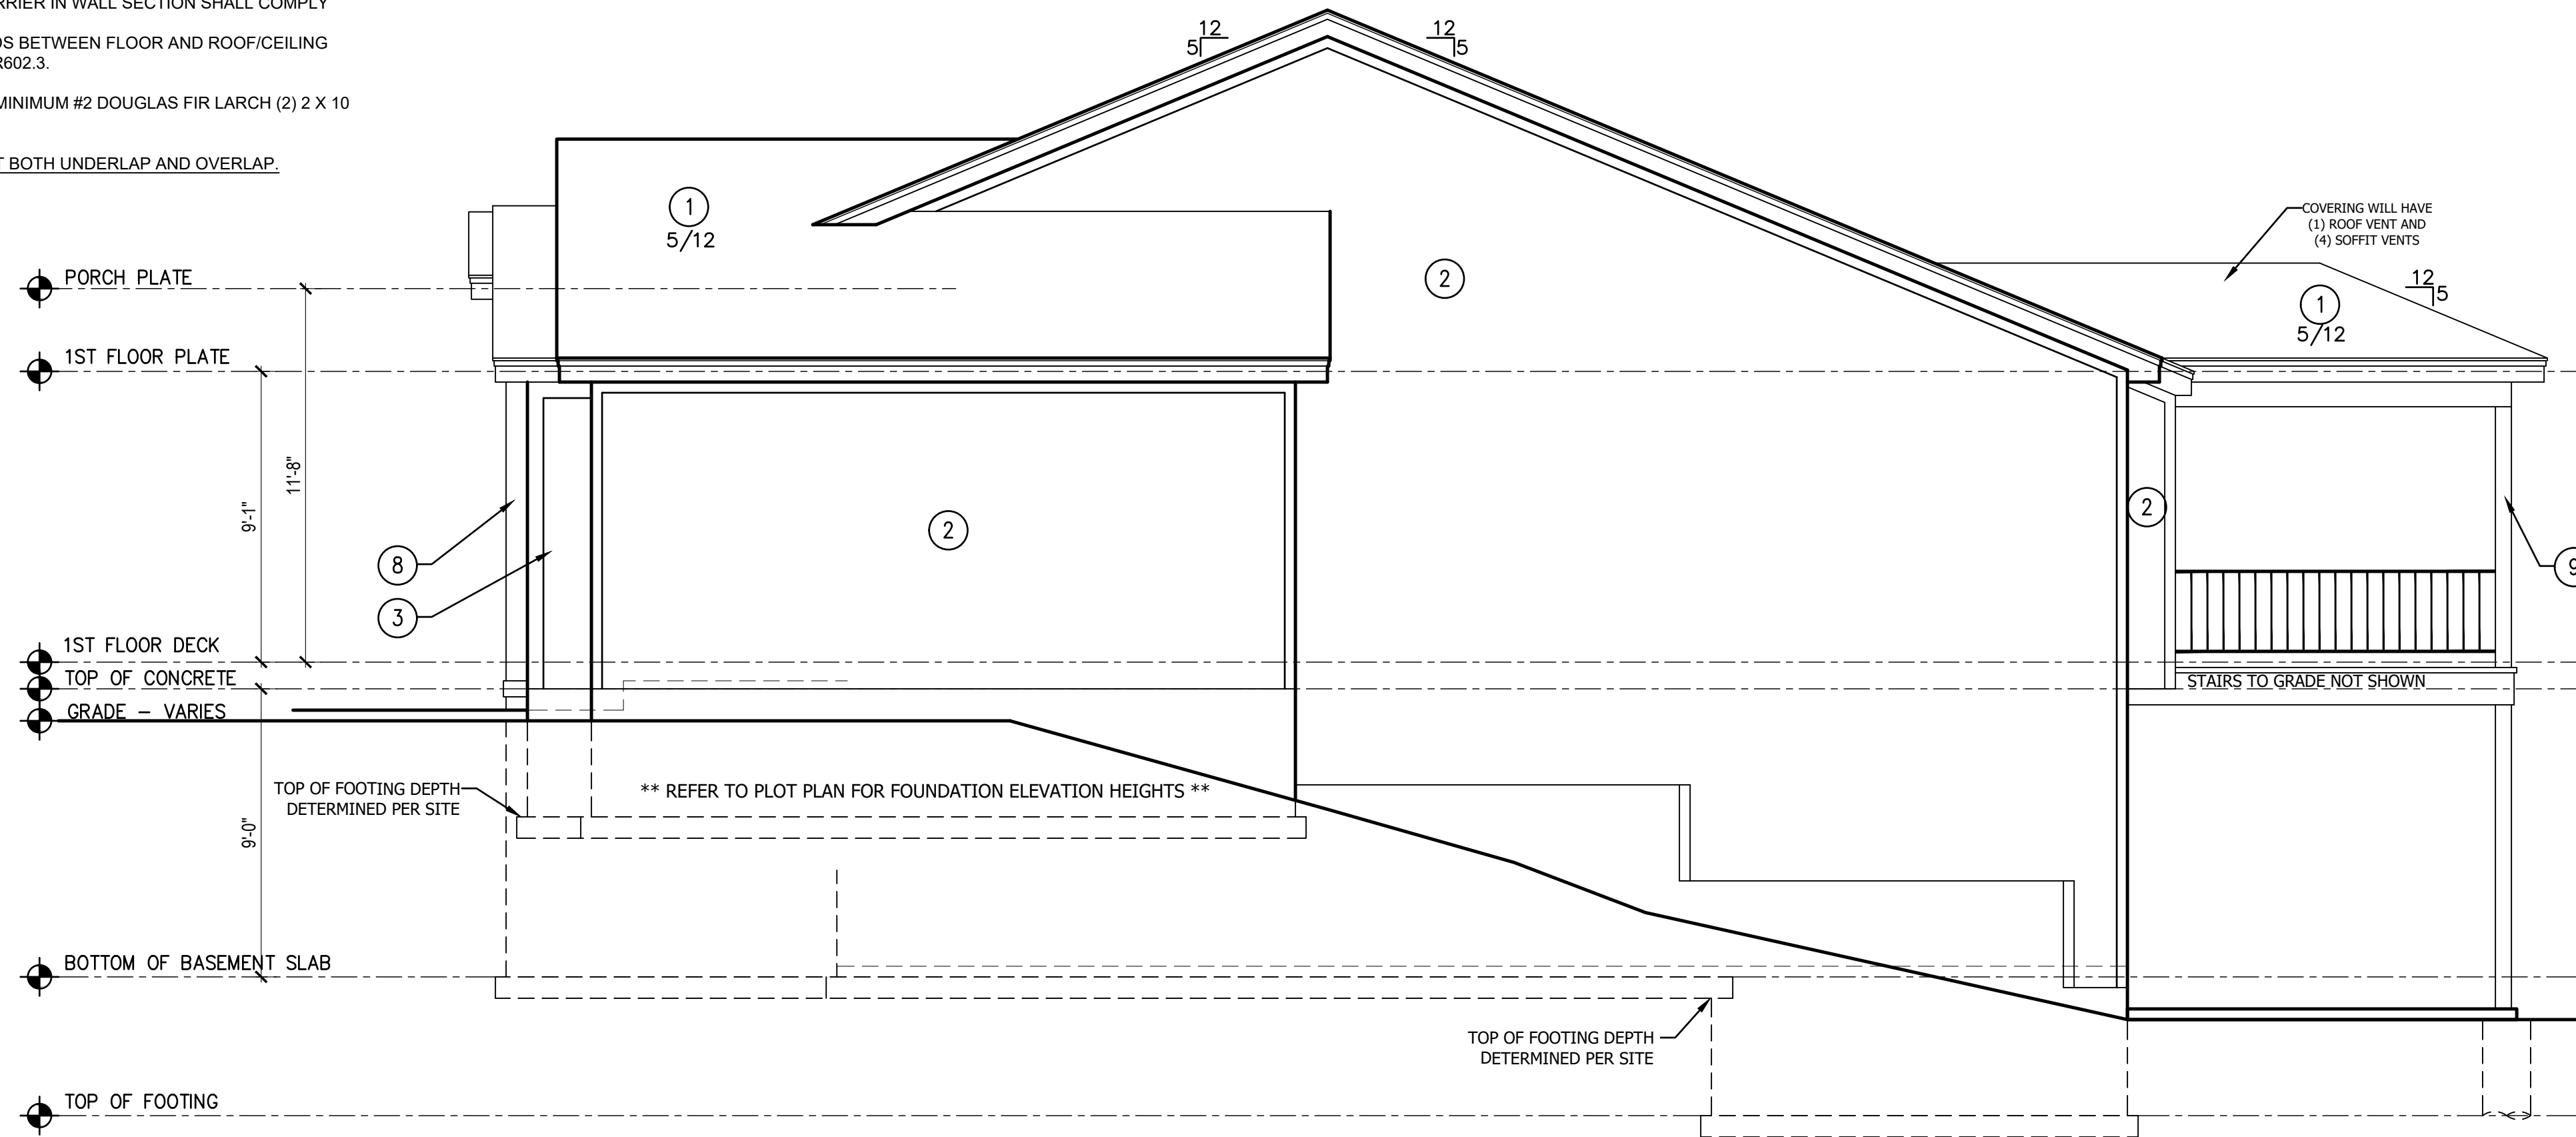 RRIER IN WALL SECTION SHALL COMPLY
DS BETWEEN FLOOR AND ROOF/CEILING
R602.3.
MINIMUM #2 DOUGLAS FIR LARCH (2) 2 X 10
T BOTH UNDERLAP AND OVERLAP.
12
5
12
5
1
5/12
2
COVERING WILL HAVE
(1) ROOF VENT AND
(4) SOFFIT VENTS
12
5
1
5/12
PORCH PLATE
1ST FLOOR PLATE
11'-8"
9'-1"
8
3
2
2
9
1ST FLOOR DECK
TOP OF CONCRETE
GRADE - VARIES
STAIRS TO GRADE NOT SHOWN
TOP OF FOOTING DEPTH
DETERMINED PER SITE
** REFER TO PLOT PLAN FOR FOUNDATION ELEVATION HEIGHTS **
9'-0"
BOTTOM OF BASEMENT SLAB
TOP OF FOOTING DEPTH
DETERMINED PER SITE
TOP OF FOOTING